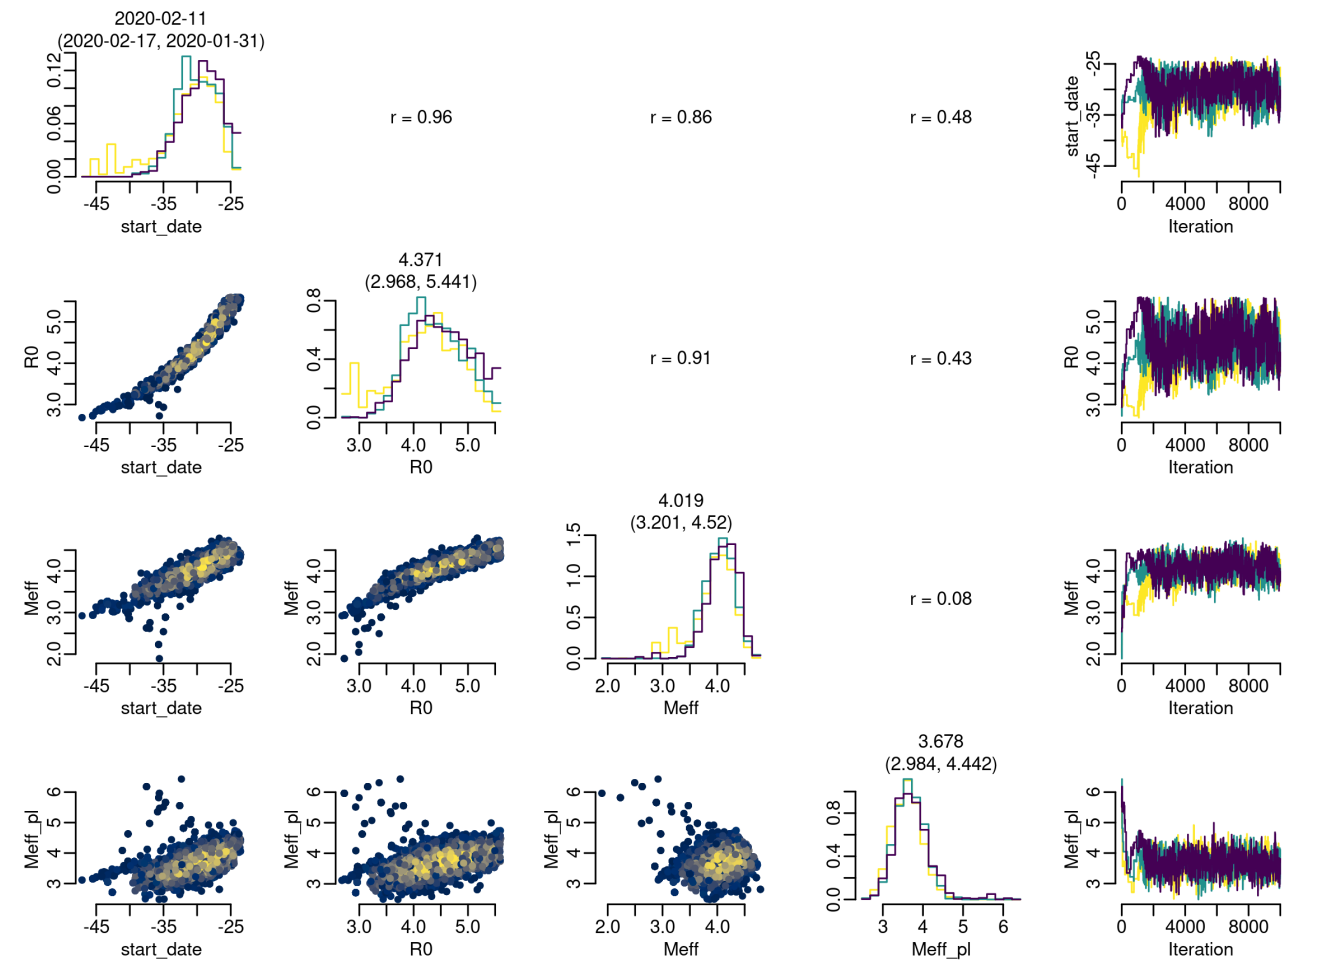 2020-02-11
(2020-02-17, 2020-01-31)
0.00 0.06 0.12
-45 -35 -25
start_date
r = 0.96
r = 0.86
r = 0.48
start_date
-45 -35 -25
0 4000 8000
Iteration
R0
3.0 4.0 5.0
-45 -35 -25
start_date
4.371
(2.968, 5.441)
0.0 0.4 0.8
3.0 4.0 5.0
R0
r = 0.91
r = 0.43
R0
3.0 4.0 5.0
0 4000 8000
Iteration
Meff
2.0 3.0 4.0
-45 -35 -25
start_date
Meff
2.0 3.0 4.0
3.0 4.0 5.0
R0
4.019
(3.201, 4.52)
0.0 0.5 1.0 1.5
2.0 3.0 4.0
Meff
r = 0.08
Meff
2.0 3.0 4.0
0 4000 8000
Iteration
Meff_pl
3 4 5 6
-45 -35 -25
start_date
Meff_pl
3 4 5 6
3.0 4.0 5.0
R0
Meff_pl
3 4 5 6
2.0 3.0 4.0
Meff
3.678
(2.984, 4.442)
0.0 0.4 0.8
3 4 5 6
Meff_pl
Meff_pl
3 4 5 6
0 4000 8000
Iteration